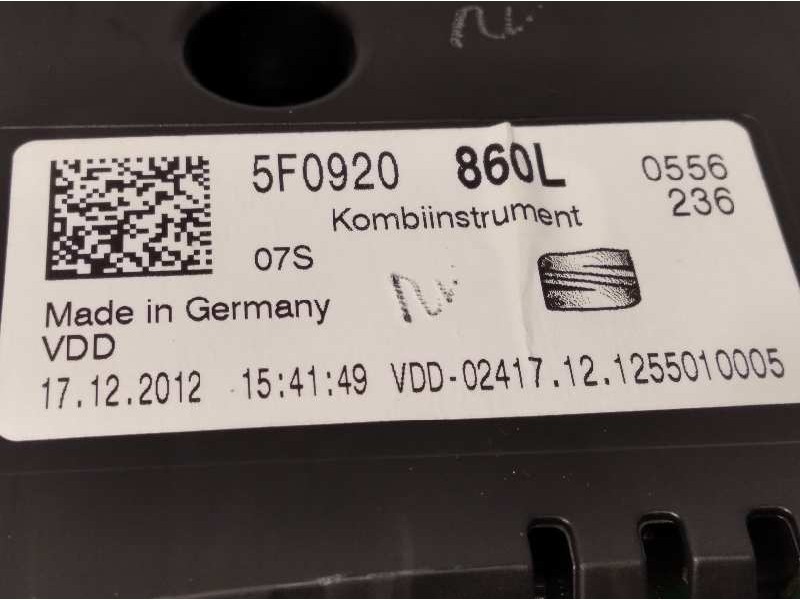 5F0920 860L 0556
Kombiinstrument 236
07S
Made in Germany
VDD
17.12.2012 15:41:49 VDD-02417.12.1255010005